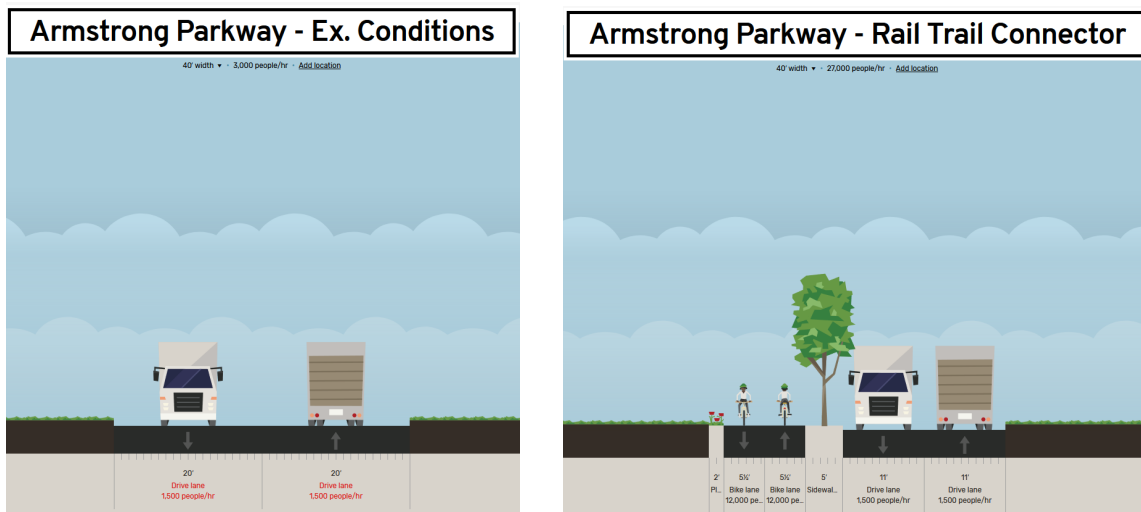 Armstrong Parkway - Ex. Conditions
40' width ▾ · 3,000 people/hr · Add location
20' 20'
Drive lane Drive lane
1,500 people/hr 1,500 people/hr
Armstrong Parkway - Rail Trail Connector
40' width ▾ · 27,000 people/hr · Add location
2' 5½' 5½' 5' 11' 11'
Pl... Bike lane Bike lane Sidewal... Drive lane Drive lane
12,000 pe... 12,000 pe... 1,500 people/hr 1,500 people/hr